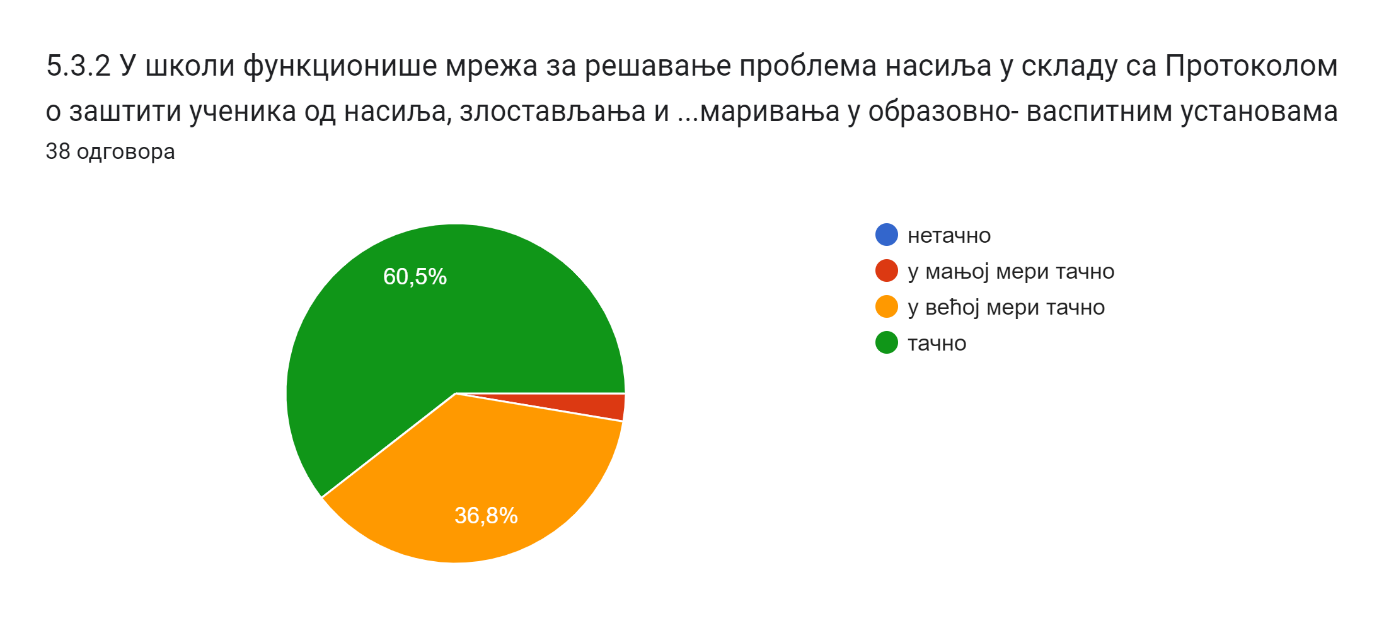 5.3.2 У школи функционише мрежа за решавање проблема насиља у складу са Протоколом
о заштити ученика од насиља, злостављања и ...маривања у образовно- васпитним установама
38 одговора
нетачно
у мањој мери тачно
у већој мери тачно
тачно
60,5%
36,8%